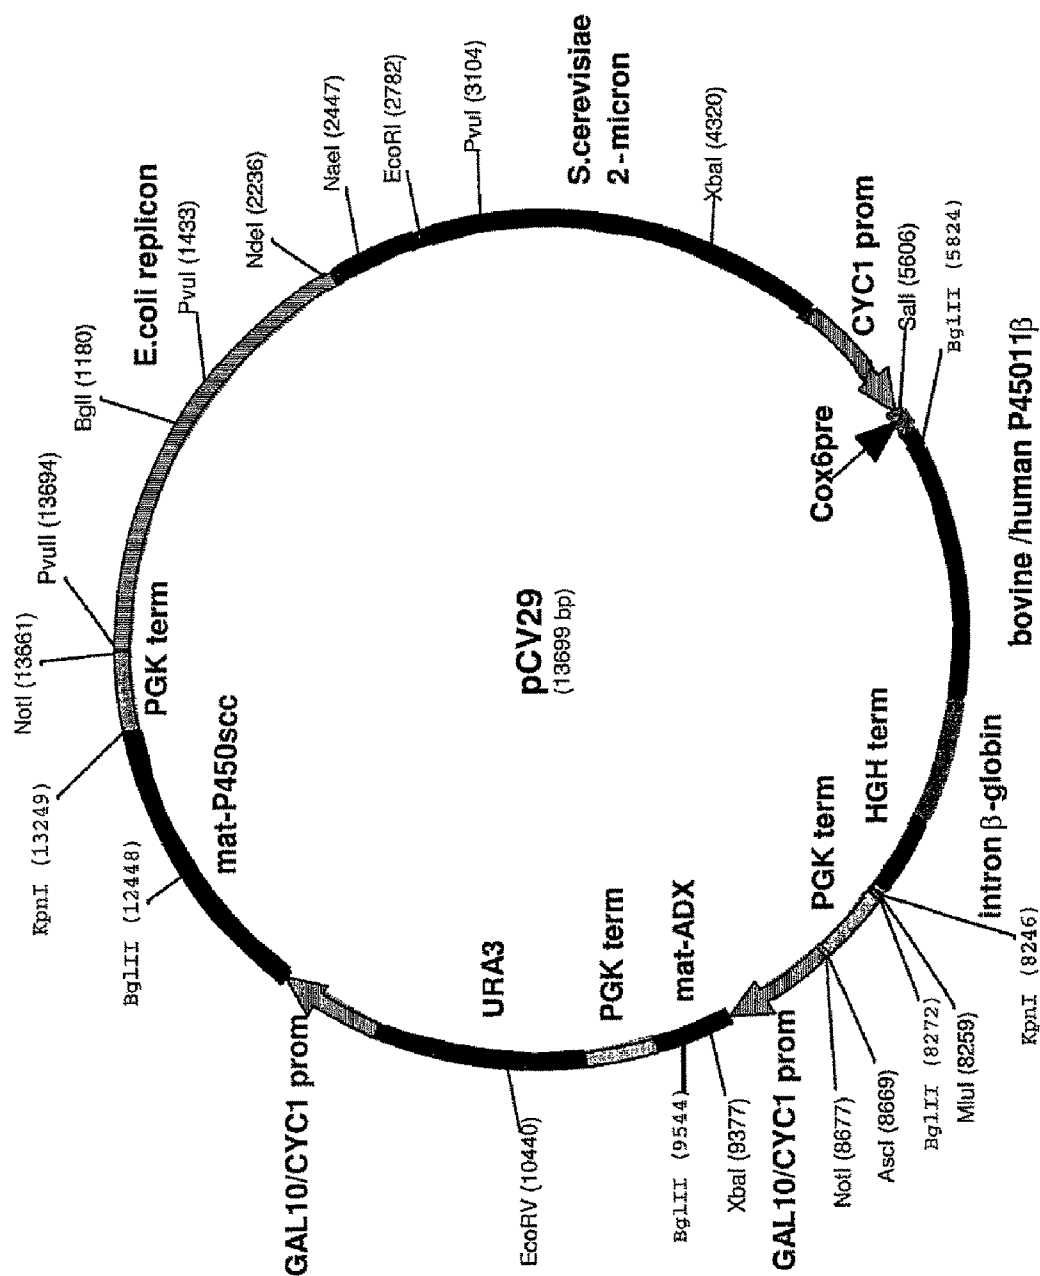 pCV29
(13699 bp)
NotI (13661)
PvuII (13694)
PGK term
BglI (1180)
E.coli replicon
PvuI (1433)
NdeI (2236)
NaeI (2447)
EcoRI (2782)
PvuI (3104)
S.cerevisiae
2-micron
XbaI (4320)
CYC1 prom
SalI (5606)
BglII (5824)
Cox6pre
bovine /human P45011β
HGH term
intron β-globin
PGK term
KpnI (8246)
MluI (8259)
BglII (8272)
AscI (8669)
NotI (8677)
GAL10/CYC1 prom
mat-ADX
XbaI (9377)
BglII (9544)
PGK term
URA3
EcoRV (10440)
GAL10/CYC1 prom
mat-P450scc
BglII (12448)
KpnI (13249)